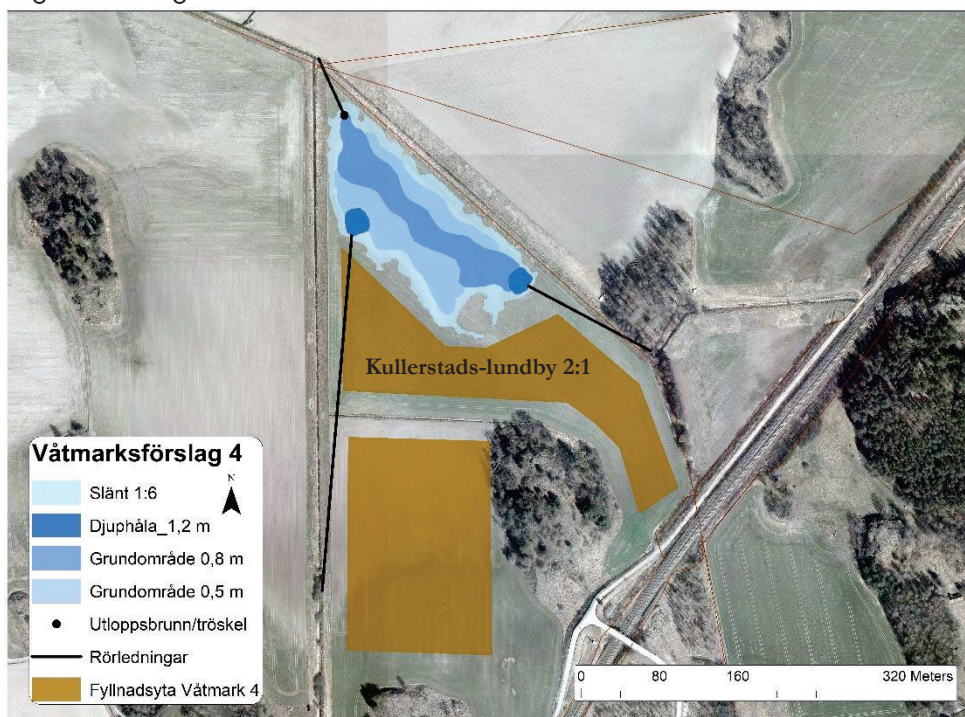 Kullerstads-lundby 2:1
Våtmarksförslag 4
N
Slänt 1:6
Djuphåla_1,2 m
Grundområde 0,8 m
Grundområde 0,5 m
Utloppsbrunn/tröskel
Rörledningar
Fyllnadsyta Våtmark 4
0 80 160 320 Meters